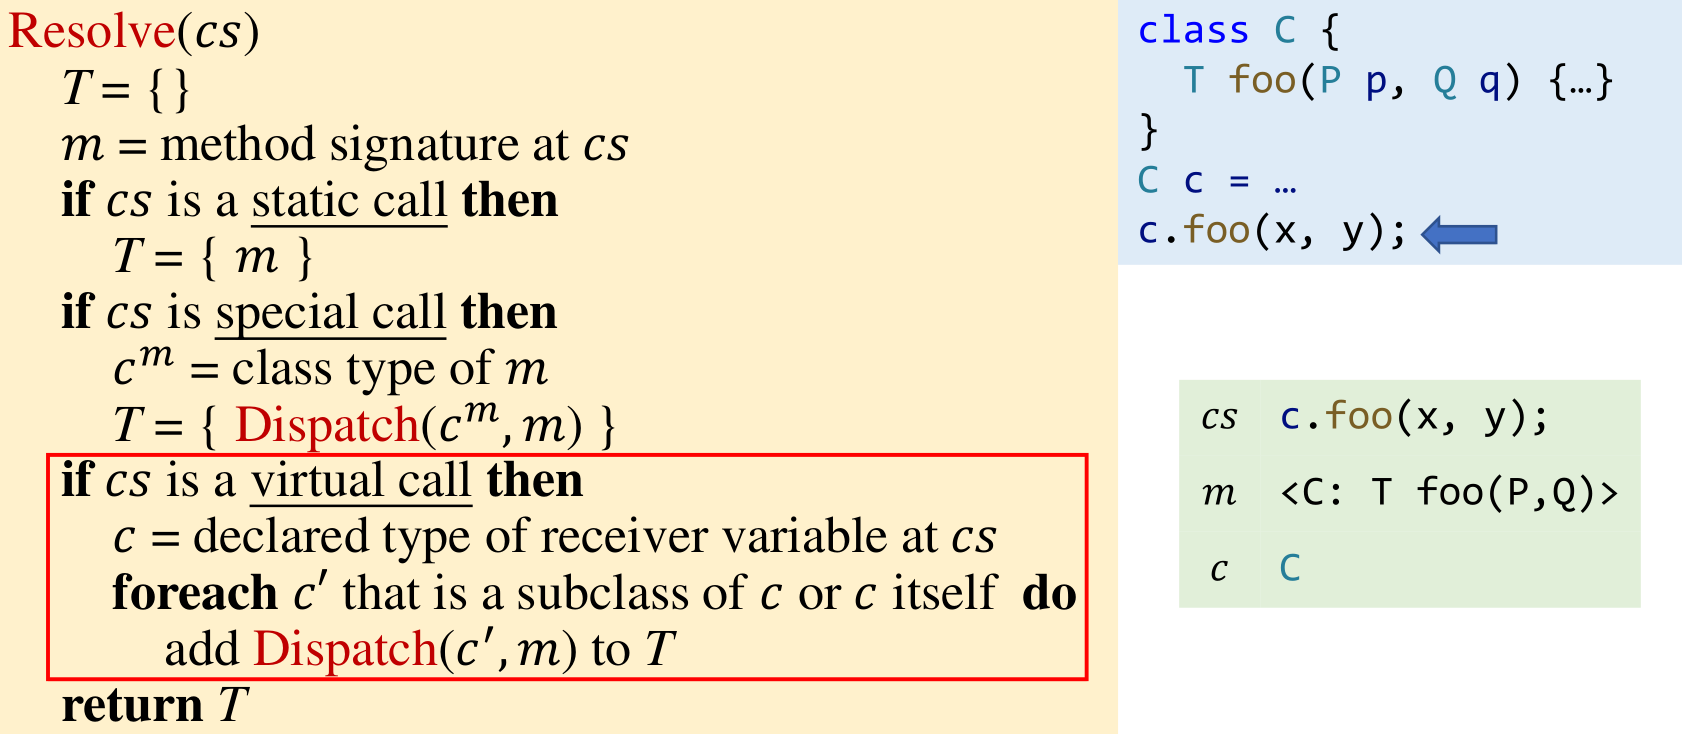 Resolve(cs)
T = { }
m = method signature at cs
if cs is a static call then
T = { m }
if cs is special call then
cᵐ = class type of m
T = { Dispatch(cᵐ, m) }
if cs is a virtual call then
c = declared type of receiver variable at cs
foreach c′ that is a subclass of c or c itself do
add Dispatch(c′, m) to T
return T
class C {
T foo(P p, Q q) {…}
}
C c = …
c.foo(x, y);
cs c.foo(x, y);
m <C: T foo(P,Q)>
c C